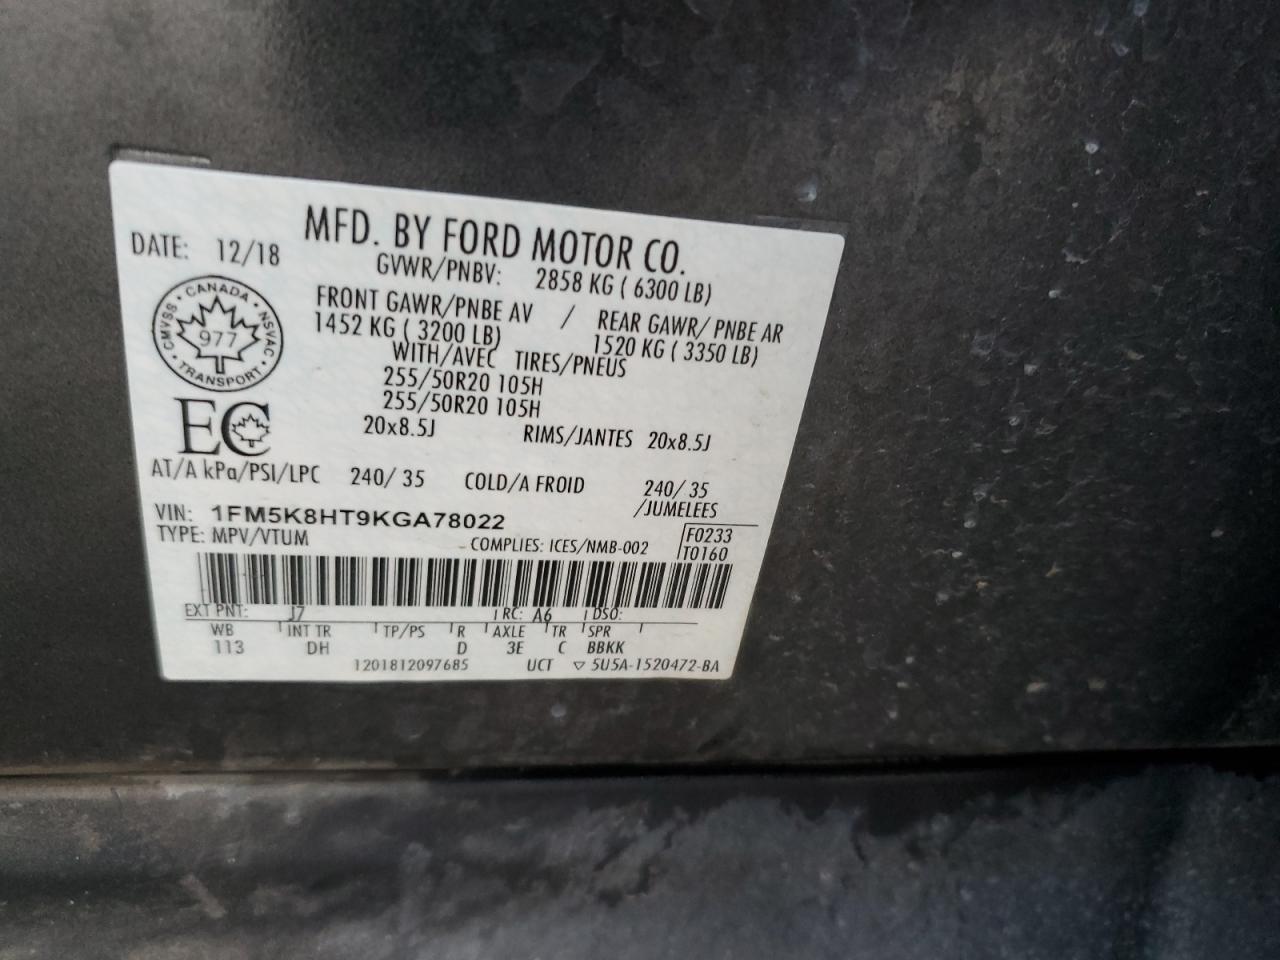 MFD. BY FORD MOTOR CO.
DATE: 12/18
GVWR/PNBV: 2858 KG ( 6300 LB)
CANADA
CMVSS NSVAC
977
TRANSPORT
FRONT GAWR/PNBE AV / REAR GAWR/ PNBE AR
1452 KG ( 3200 LB) 1520 KG ( 3350 LB)
WITH/AVEC TIRES/PNEUS
255/50R20 105H
255/50R20 105H
EC
20x8.5J RIMS/JANTES 20x8.5J
AT/A kPa/PSI/LPC 240/ 35 COLD/A FROID 240/ 35
/JUMELEES
VIN: 1FM5K8HT9KGA78022
F0233
TYPE: MPV/VTUM COMPLIES: ICES/NMB-002 T0160
EXT PNT: J7 RC: A6 DSO:
WB INT TR TP/PS R AXLE TR SPR
113 DH D 3E C BBKK
1201812097685 UCT ▽ 5U5A-1520472-BA